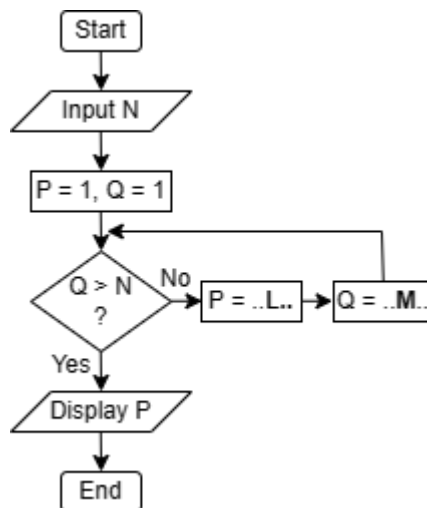 Start
Input N
P = 1, Q = 1
Q > N
?
No
P = ..L..
Q = ..M..
Yes
Display P
End